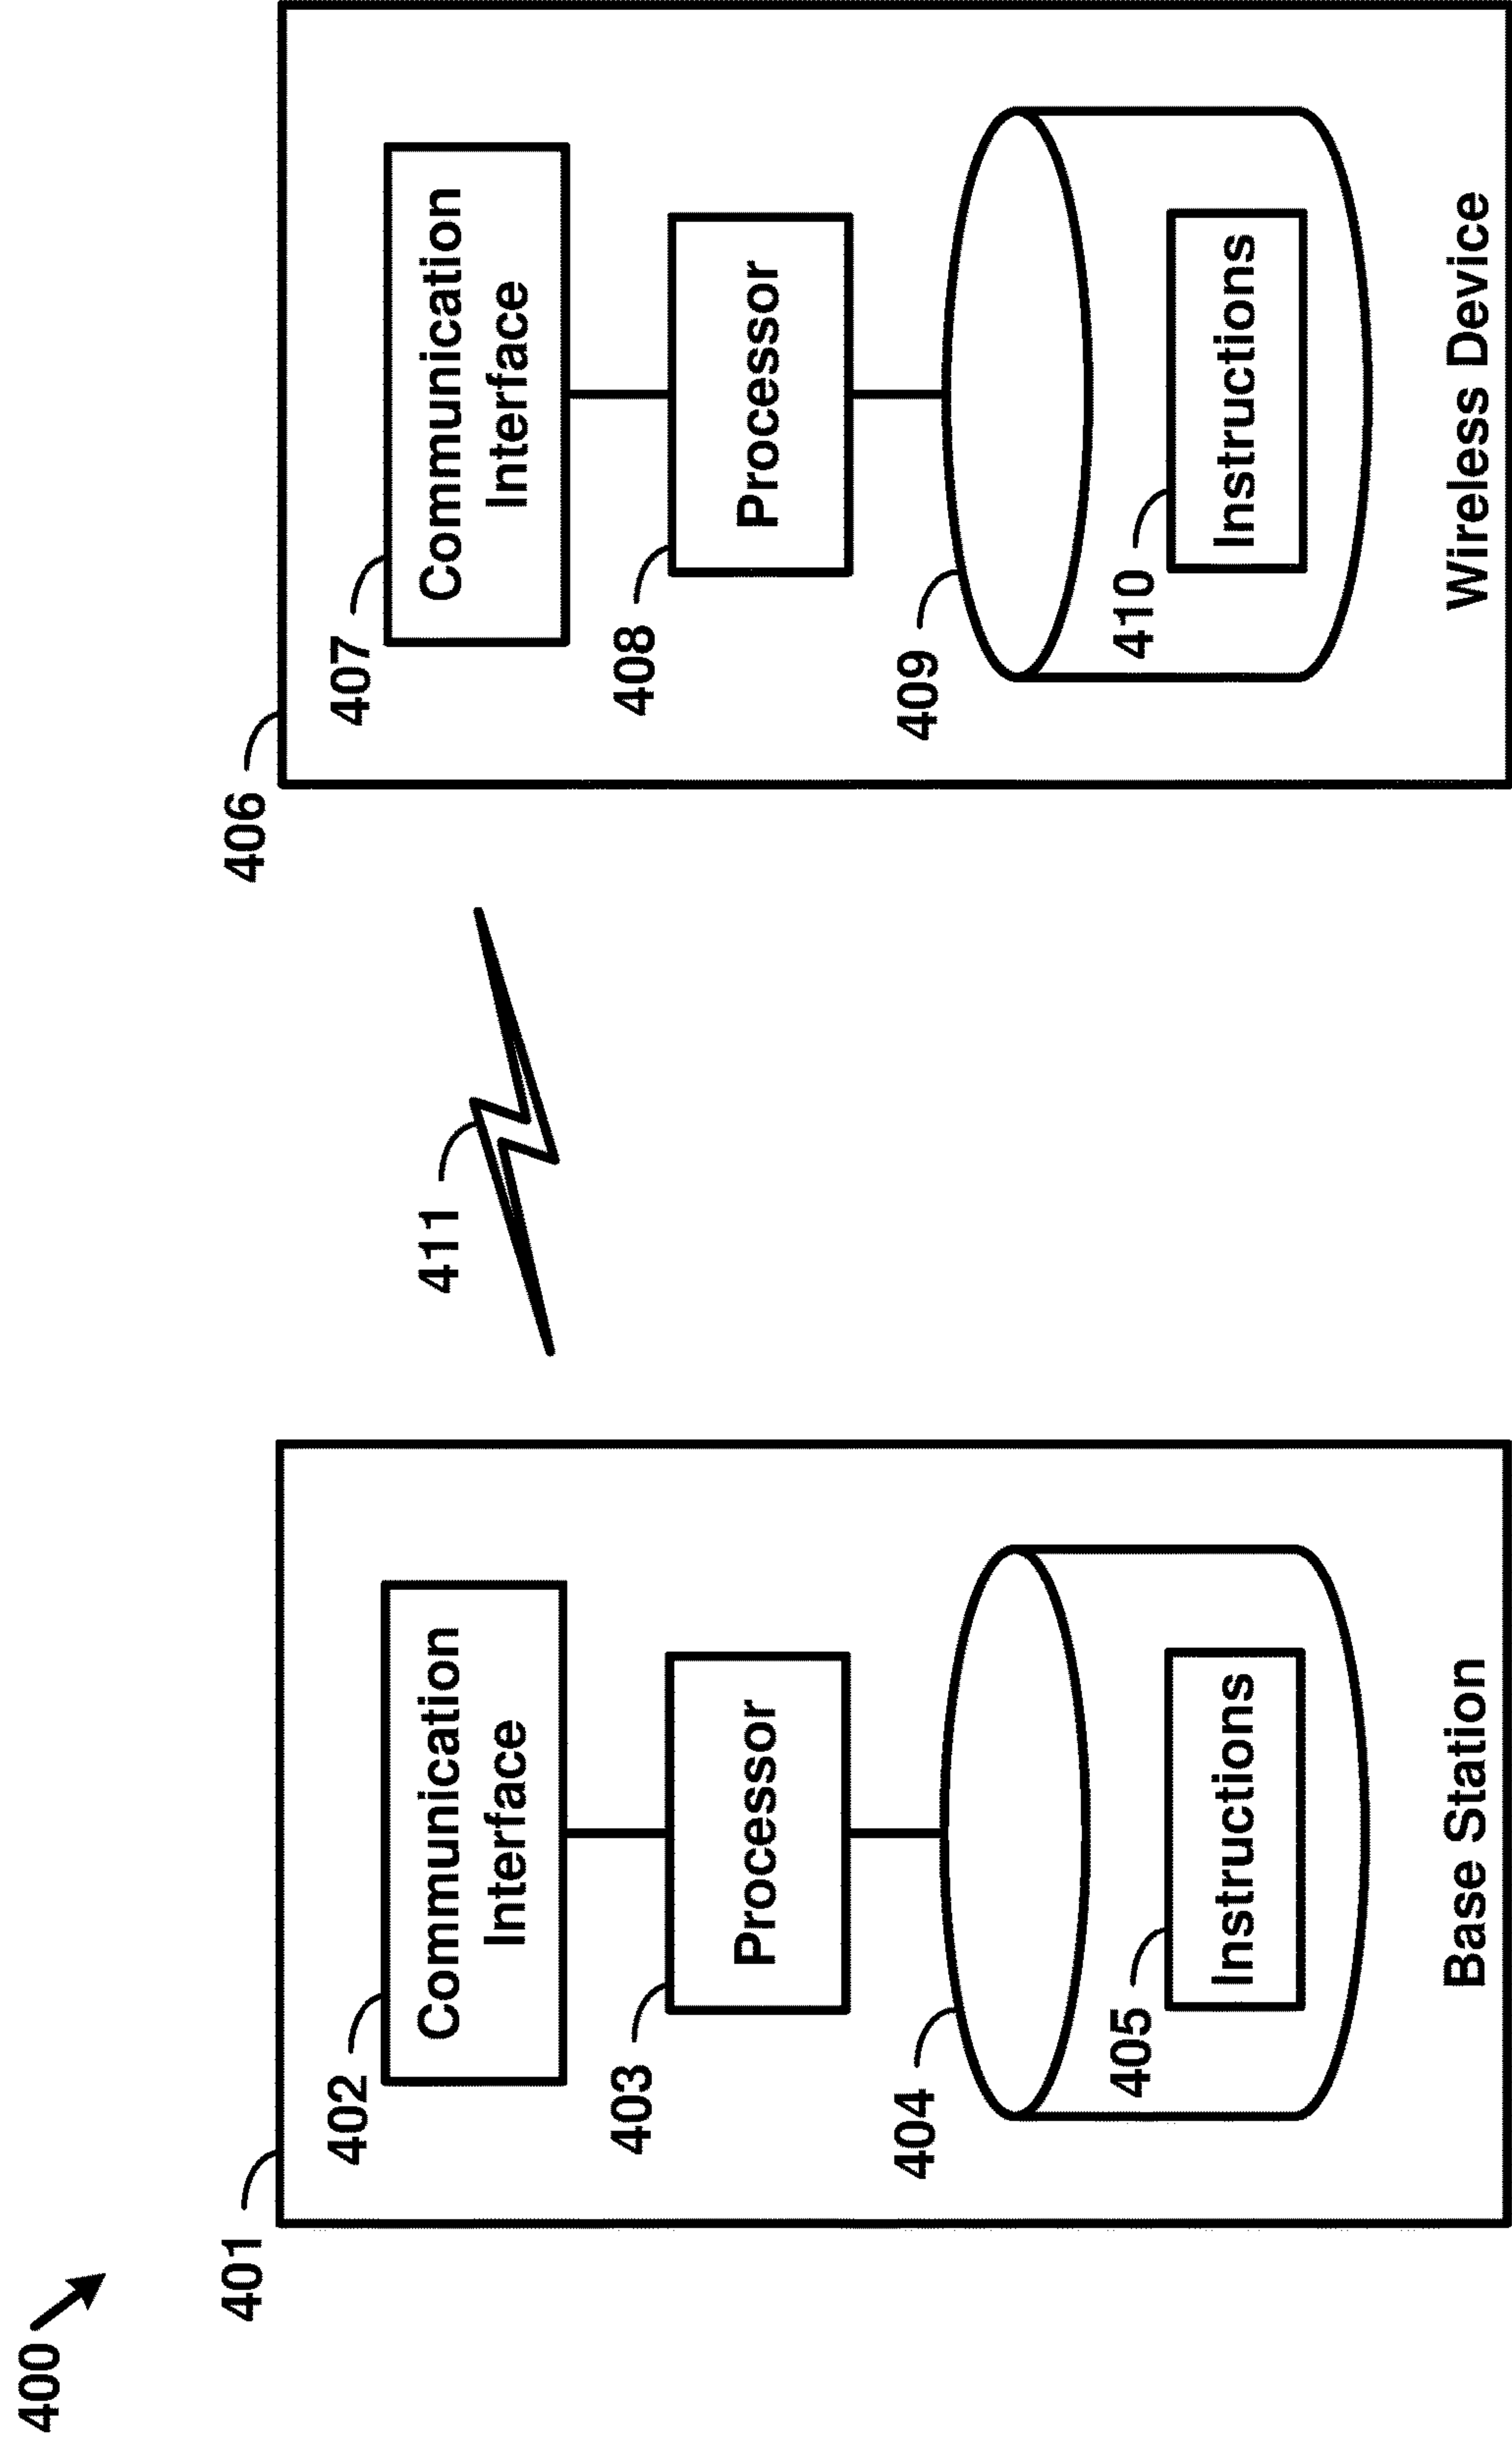 400
401
402
Communication
Interface
403
Processor
404
405
Instructions
Base Station
411
406
407
Communication
Interface
408
Processor
409
410
Instructions
Wireless Device